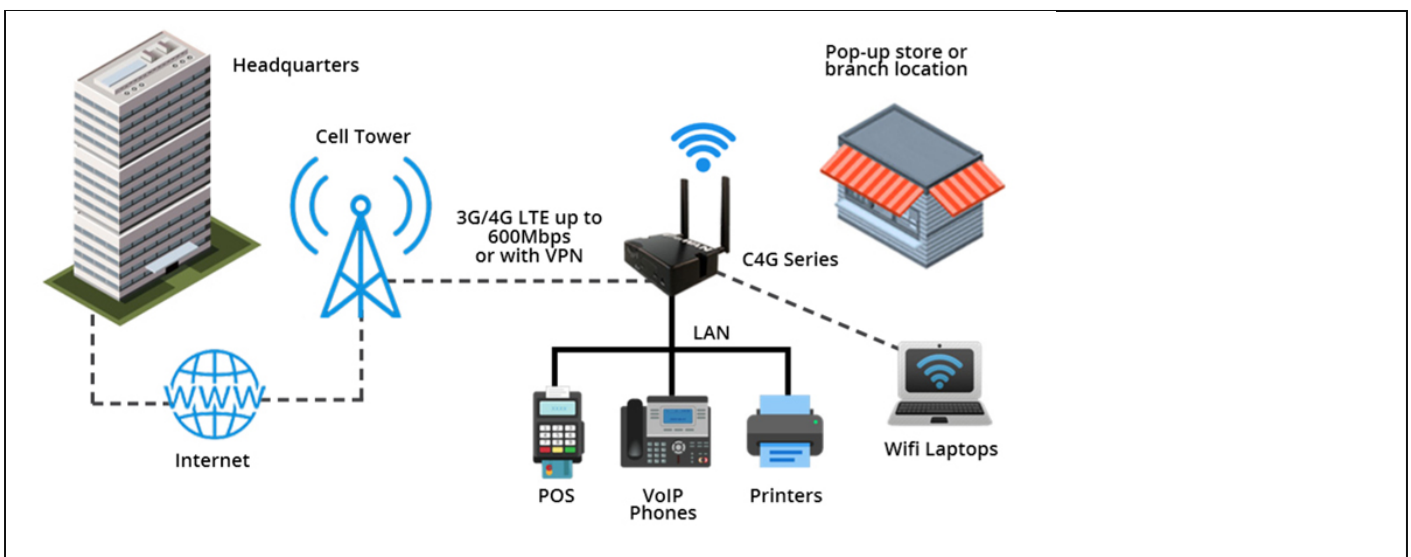 Headquarters
Pop-up store or
branch location
Cell Tower
3G/4G LTE up to
600Mbps
or with VPN
C4G Series
LAN
WWW
Internet
POS
VoIP
Phones
Printers
Wifi Laptops